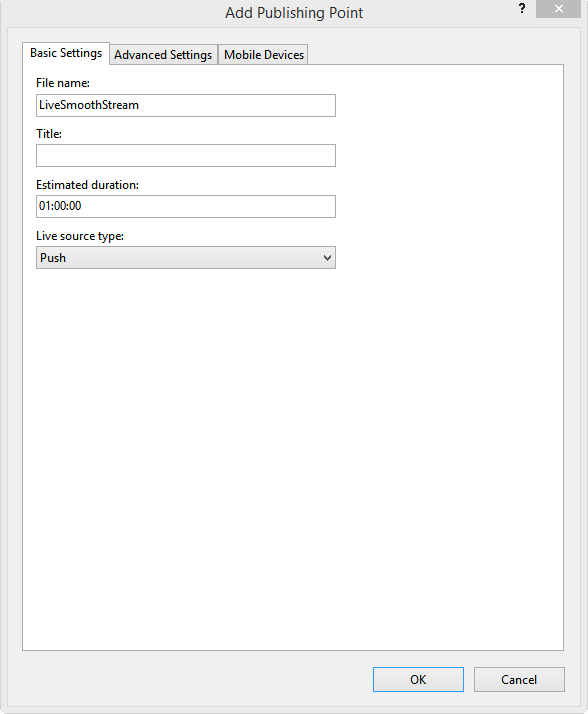 Add Publishing Point
?
Basic Settings Advanced Settings Mobile Devices
File name:
LiveSmoothStream
Title:
Estimated duration:
01:00:00
Live source type:
Push
OK Cancel